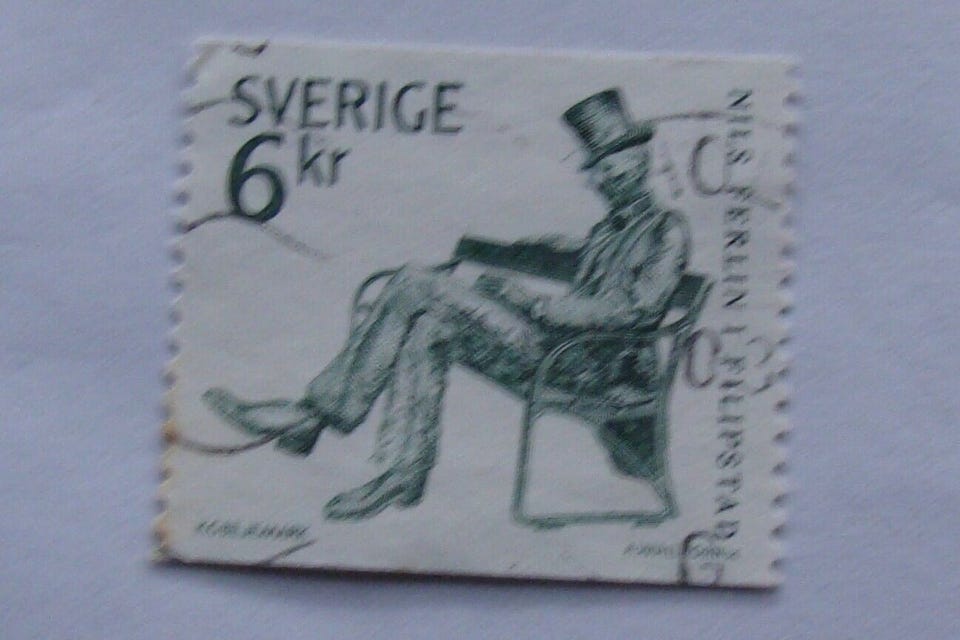 SVERIGE
6 kr
NILS FERLIN I FILIPSTAD